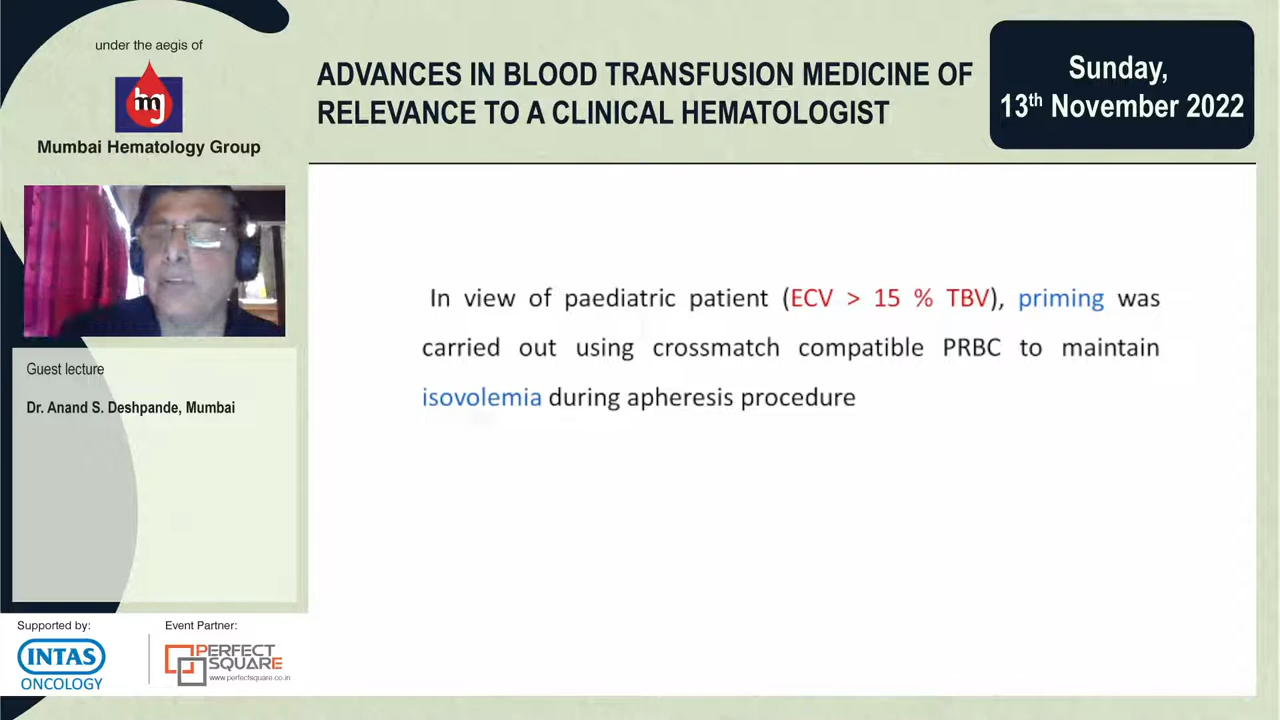 under the aegis of
hg
Mumbai Hematology Group
ADVANCES IN BLOOD TRANSFUSION MEDICINE OF
RELEVANCE TO A CLINICAL HEMATOLOGIST
Sunday,
13th November 2022
In view of paediatric patient (ECV > 15 % TBV), priming was
carried out using crossmatch compatible PRBC to maintain
isovolemia during apheresis procedure
Guest lecture
Dr. Anand S. Deshpande, Mumbai
Supported by:
INTAS
ONCOLOGY
Event Partner:
PERFECT
SQUARE
www.perfectsquare.co.in